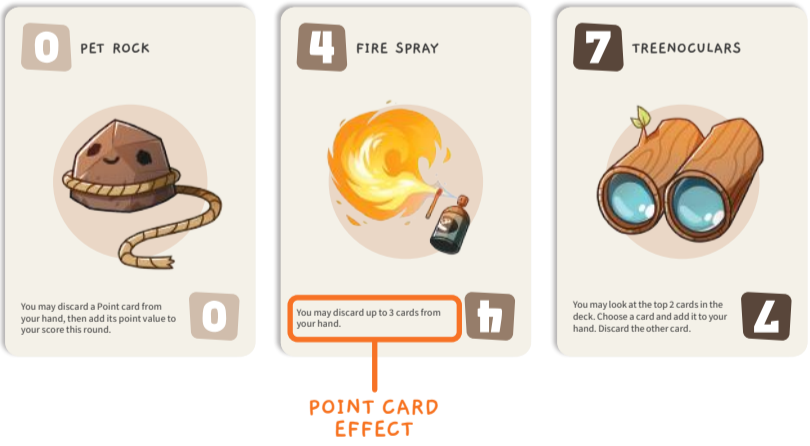 0 PET ROCK
You may discard a Point card from
your hand, then add its point value to
your score this round.
0
4 FIRE SPRAY
You may discard up to 3 cards from
your hand.
4
7 TREENOCULARS
You may look at the top 2 cards in the
deck. Choose a card and add it to your
hand. Discard the other card.
7
POINT CARD
EFFECT